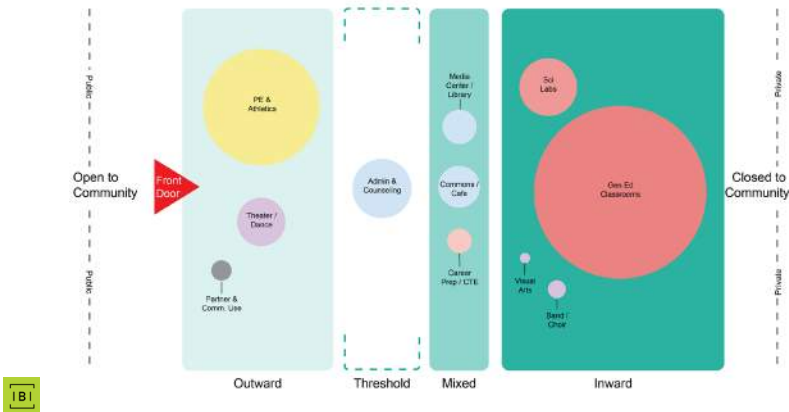 Public
Public
Open to
Community
Front
Door
PE &
Athletics
Theater /
Dance
Partner &
Comm. Use
Outward
Admin &
Counseling
Threshold
Media
Center /
Library
Commons /
Cafe
Career
Prep / CTE
Mixed
Sci
Labs
Gen Ed
Classrooms
Visual
Arts
Band /
Choir
Inward
Private
Closed to
Community
Private
IBI